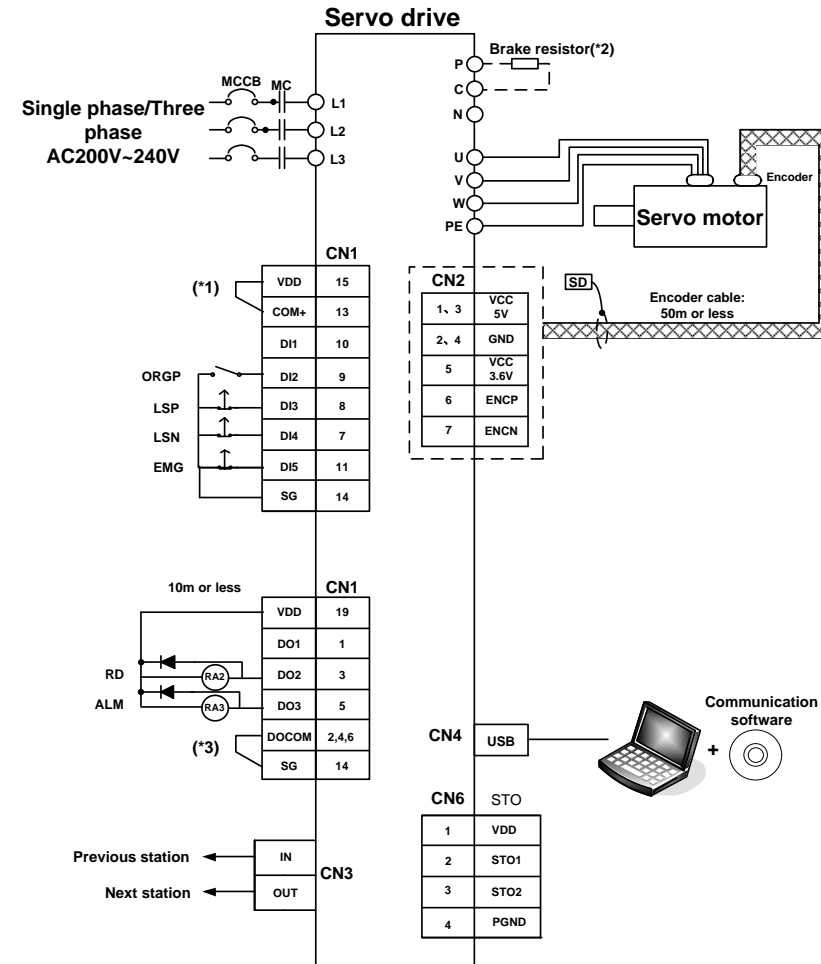 Servo drive
MCCB
MC
Single phase/Three
phase
AC200V~240V
L1
L2
L3
P
C
N
Brake resistor(*2)
U
V
W
PE
Encoder
Servo motor
SD
Encoder cable:
50m or less
CN1
(*1)
VDD 15
COM+ 13
DI1 10
ORGP DI2 9
LSP DI3 8
LSN DI4 7
EMG DI5 11
SG 14
CN2
1、3 VCC
5V
2、4 GND
5 VCC
3.6V
6 ENCP
7 ENCN
10m or less
CN1
VDD 19
DO1 1
RD RA2 DO2 3
ALM RA3 DO3 5
(*3) DOCOM 2,4,6
SG 14
CN4 USB
Communication
software
+
CN6 STO
1 VDD
2 STO1
3 STO2
4 PGND
Previous station IN
Next station OUT
CN3